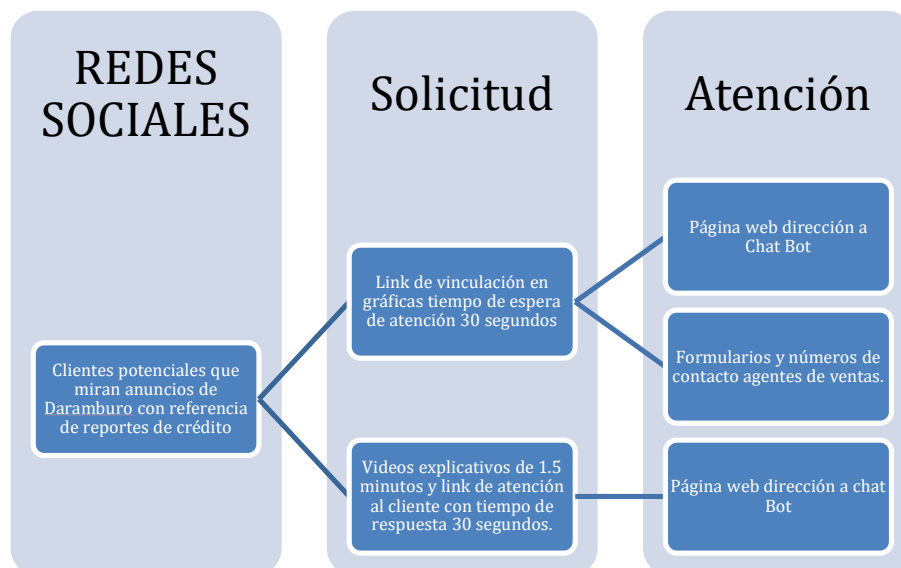 REDES
SOCIALES
Solicitud
Atención
Clientes potenciales que
miran anuncios de
Daramburo con referencia
de reportes de crédito
Link de vinculación en
gráficas tiempo de espera
de atención 30 segundos
Videos explicativos de 1.5
minutos y link de atención
al cliente con tiempo de
respuesta 30 segundos.
Página web dirección a
Chat Bot
Formularios y números de
contacto agentes de ventas.
Página web dirección a chat
Bot